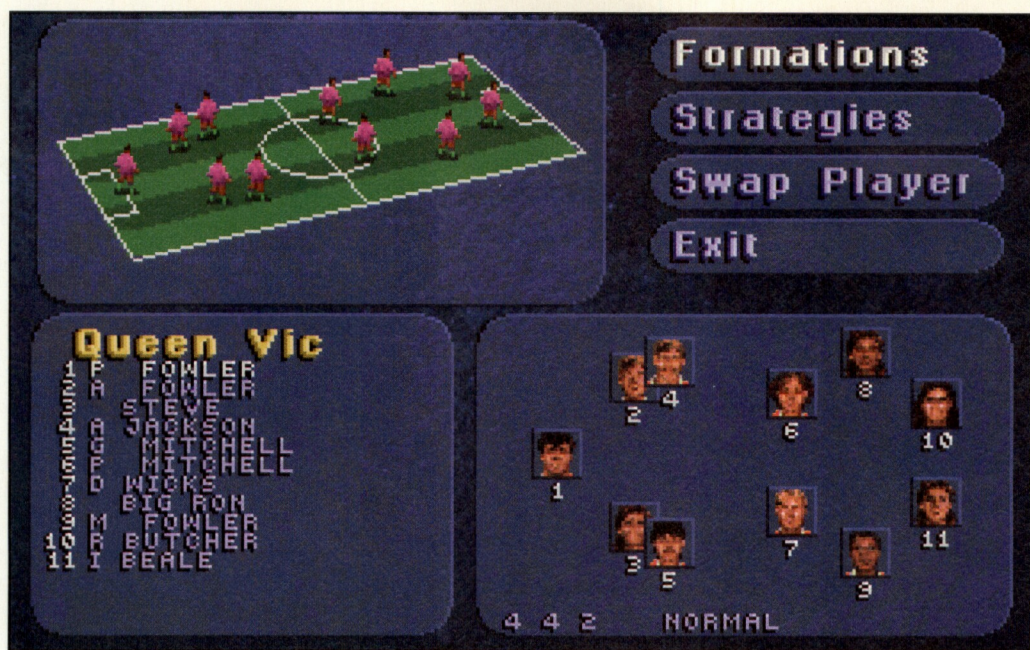 Formations
Strategies
Swap Player
Exit
Queen Vic
1 P FOWLER
2 A FOWLER
3 STEVE
4 A JACKSON
5 G MITCHELL
6 P MITCHELL
7 D WICKS
8 BIG RON
9 M FOWLER
10 R BUTCHER
11 I BEALE
8
4
2
6
10
1
11
7
3
5
9
4 4 2 NORMAL